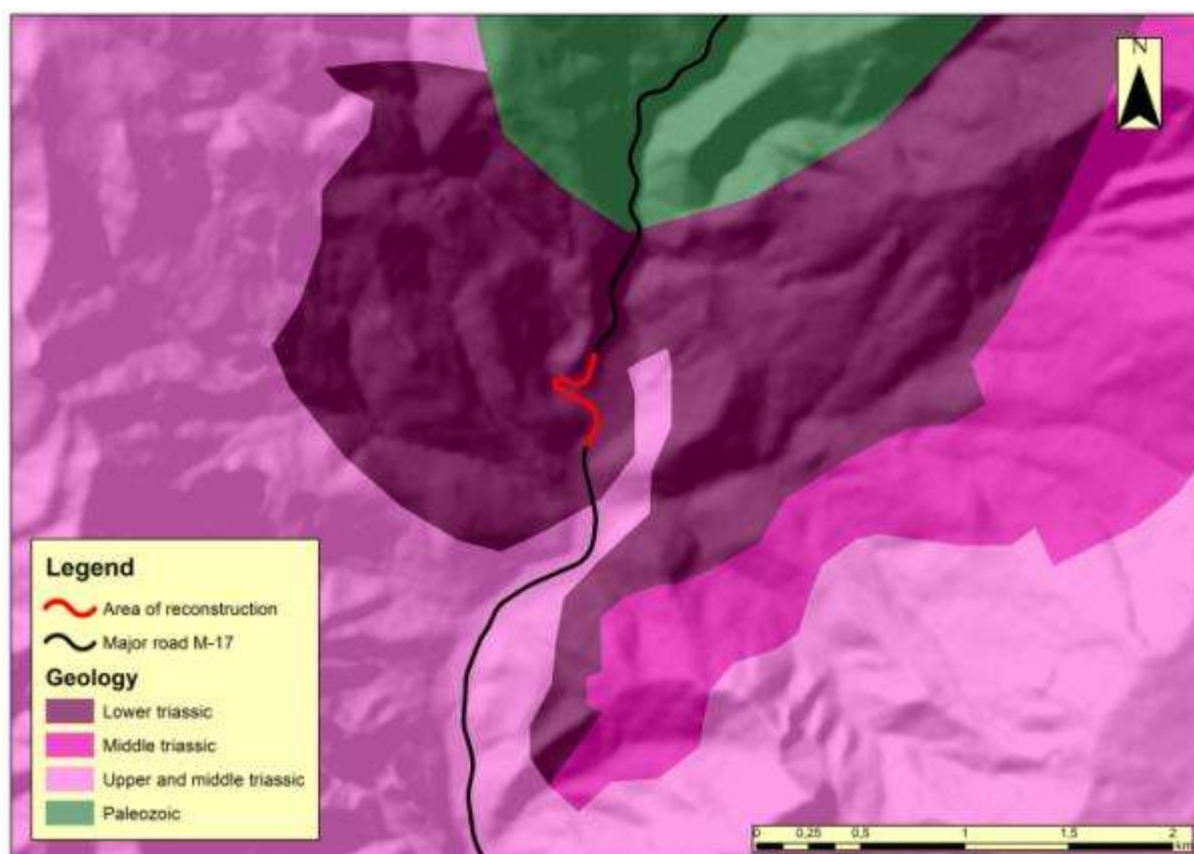 N
Legend
Area of reconstruction
Major road M-17
Geology
Lower triassic
Middle triassic
Upper and middle triassic
Paleozoic
0 0,25 0,5 1 1,5 2
km